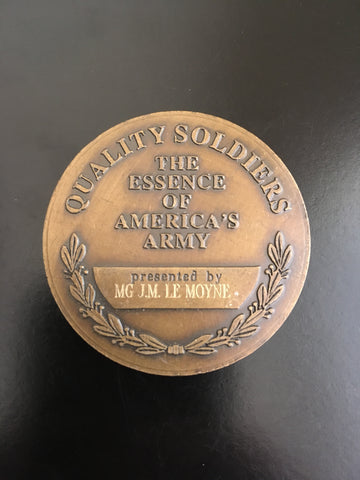 QUALITY SOLDIERS
THE
ESSENCE
OF
AMERICA'S
ARMY
presented by
MG J.M. LE MOYNE